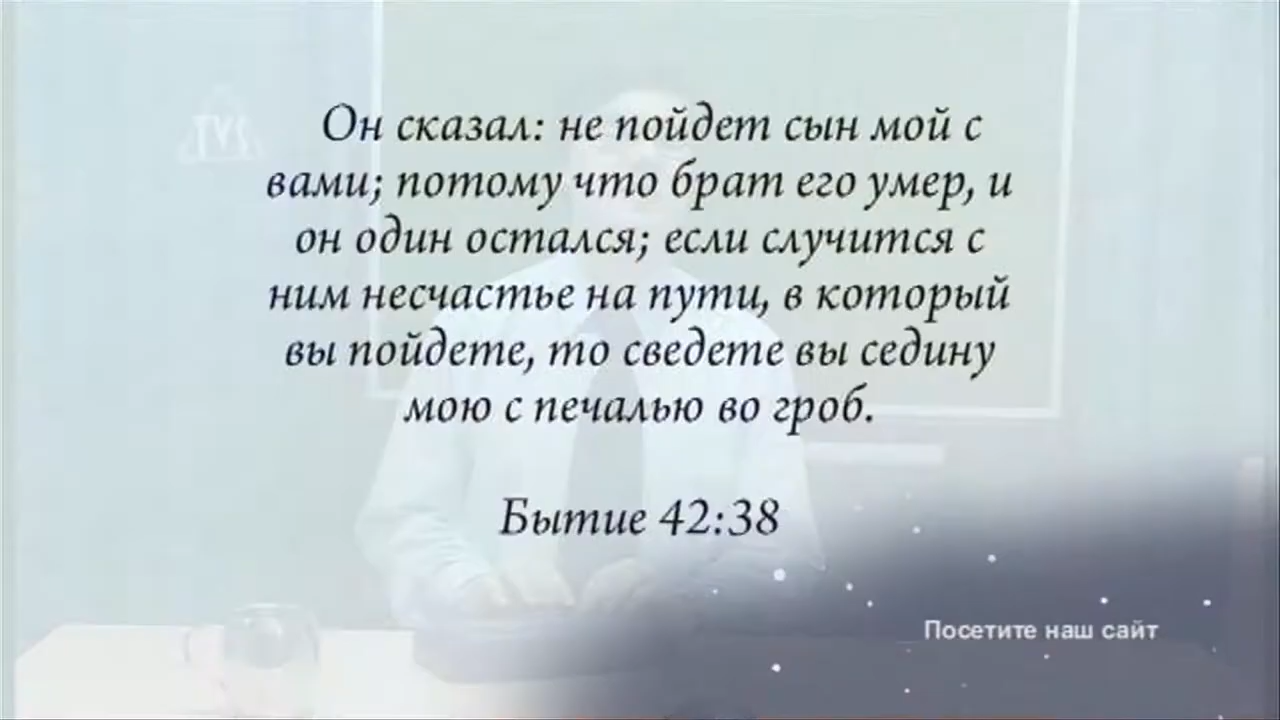 TVS
Он сказал: не пойдет сын мой с
вами; потому что брат его умер, и
он один остался; если случится с
ним несчастье на пути, в который
вы пойдете, то сведете вы седину
мою с печалью во гроб.
Бытие 42:38
Посетите наш сайт